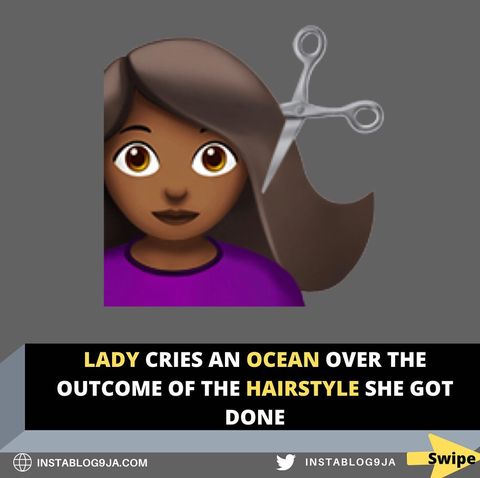 LADY CRIES AN OCEAN OVER THE
OUTCOME OF THE HAIRSTYLE SHE GOT
DONE
INSTABLOG9JA.COM
INSTABLOG9JA
Swipe